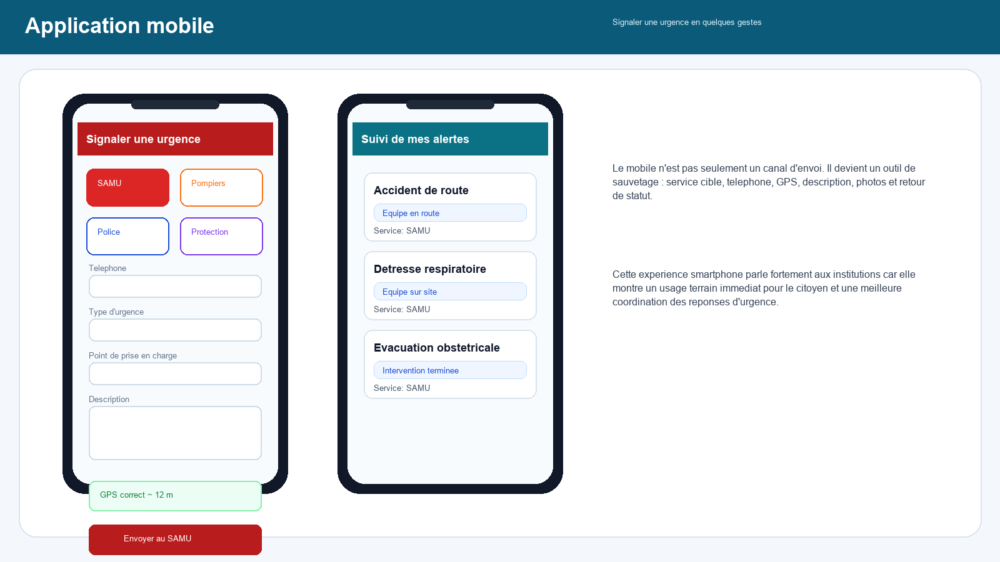 Application mobile
Signaler une urgence en quelques gestes
Signaler une urgence
SAMU
Pompiers
Police
Protection
Telephone
Type d'urgence
Point de prise en charge
Description
GPS correct ~ 12 m
Envoyer au SAMU
Suivi de mes alertes
Accident de route
Equipe en route
Service: SAMU
Detresse respiratoire
Equipe sur site
Service: SAMU
Evacuation obstetricale
Intervention terminee
Service: SAMU
Le mobile n'est pas seulement un canal d'envoi. Il devient un outil de
sauvetage : service cible, telephone, GPS, description, photos et retour
de statut.
Cette experience smartphone parle fortement aux institutions car elle
montre un usage terrain immediat pour le citoyen et une meilleure
coordination des reponses d'urgence.